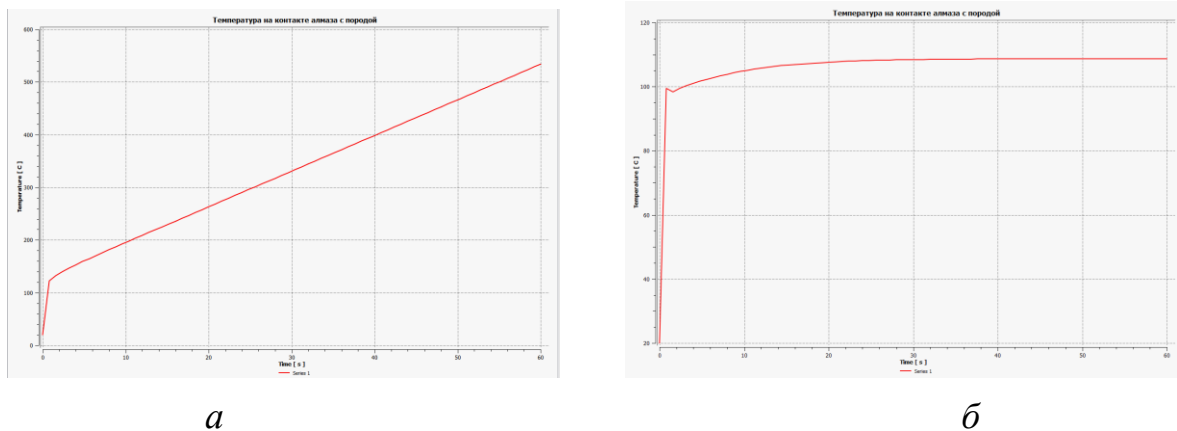 Температура на контакте алмаза с породой
600
500
400
300
200
100
0
Temperature [ C ]
0 10 20 30 40 50 60
Time [ s ]
Series 1
а
Температура на контакте алмаза с породой
120
100
80
60
40
20
Temperature [ C ]
0 10 20 30 40 50 60
Time [ s ]
Series 1
б